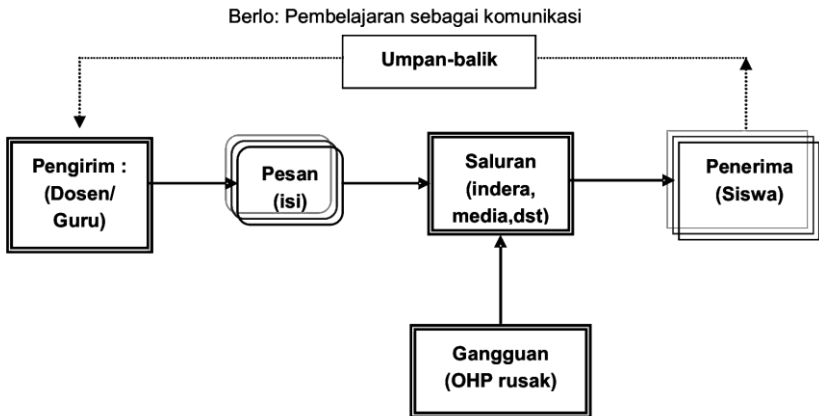 Berlo: Pembelajaran sebagai komunikasi
Umpan-balik
Pengirim :
(Dosen/
Guru)
Pesan
(isi)
Saluran
(indera,
media,dst)
Penerima
(Siswa)
Gangguan
(OHP rusak)